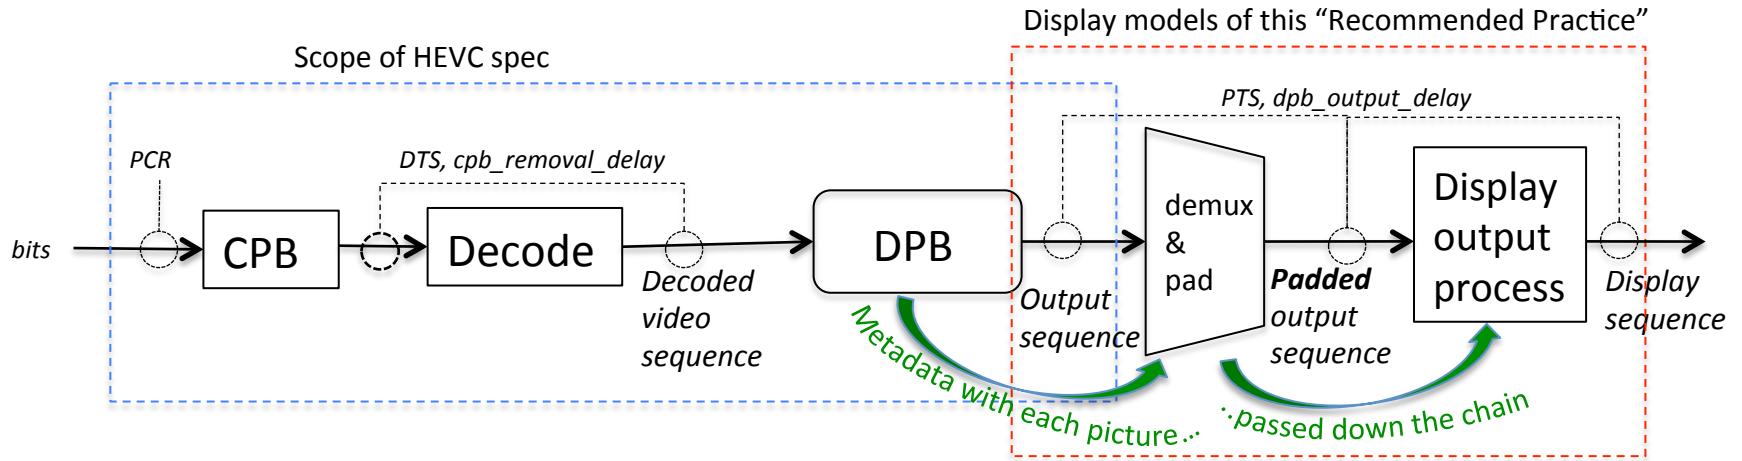 Display models of this “Recommended Practice”
Scope of HEVC spec
PTS, dpb_output_delay
PCR
DTS, cpb_removal_delay
bits
CPB
Decode
Decoded
video
sequence
DPB
Output
sequence
demux
&
pad
Padded
output
sequence
Display
output
process
Display
sequence
Metadata with each picture...
..passed down the chain